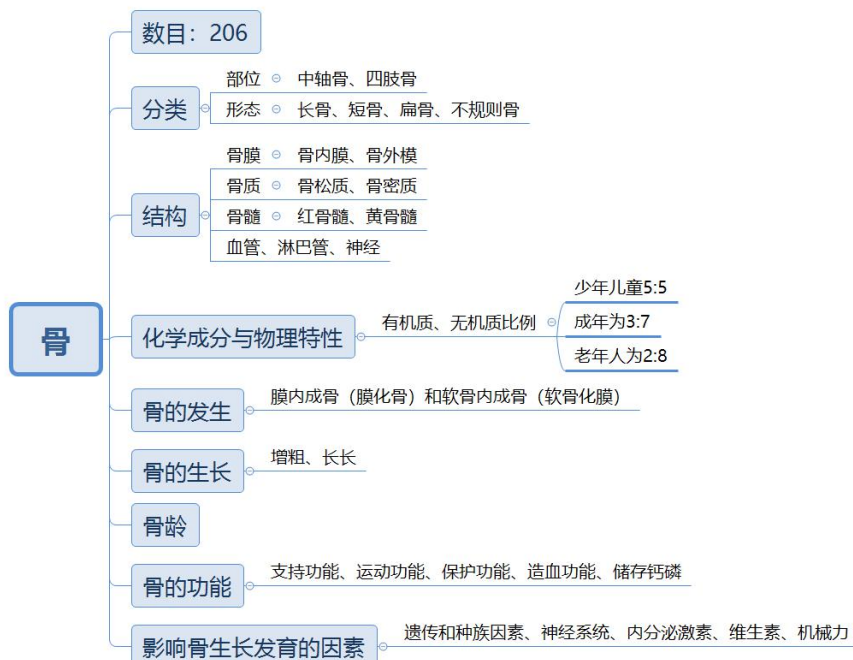 骨
数目：206
分类
部位 中轴骨、四肢骨
形态 长骨、短骨、扁骨、不规则骨
结构
骨膜 骨内膜、骨外模
骨质 骨松质、骨密质
骨髓 红骨髓、黄骨髓
血管、淋巴管、神经
化学成分与物理特性
有机质、无机质比例
少年儿童5:5
成年为3:7
老年人为2:8
骨的发生
膜内成骨（膜化骨）和软骨内成骨（软骨化膜）
骨的生长
增粗、长长
骨龄
骨的功能
支持功能、运动功能、保护功能、造血功能、储存钙磷
影响骨生长发育的因素
遗传和种族因素、神经系统、内分泌激素、维生素、机械力